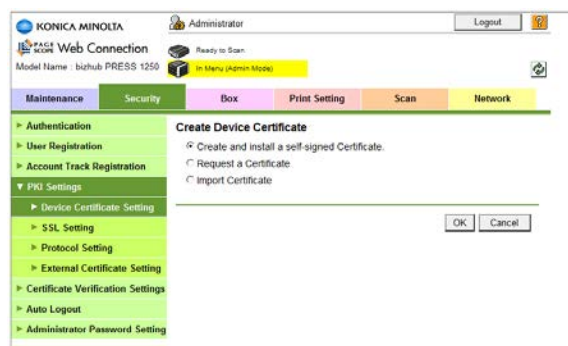 KONICA MINOLTA
Administrator
Logout
?
PAGE SCOPE Web Connection
Ready to Scan
Model Name : bizhub PRESS 1250
In Menu (Admin Mode)
Maintenance Security Box Print Setting Scan Network
Authentication
User Registration
Account Track Registration
PKI Settings
Device Certificate Setting
SSL Setting
Protocol Setting
External Certificate Setting
Certificate Verification Settings
Auto Logout
Administrator Password Setting
Create Device Certificate
Create and install a self-signed Certificate.
Request a Certificate
Import Certificate
OK Cancel